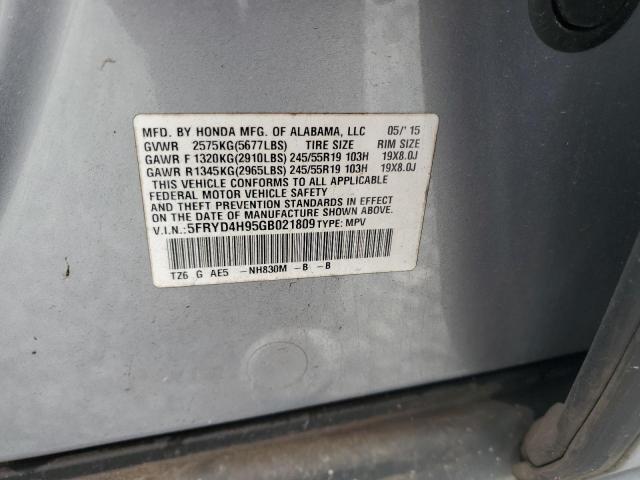 MFD. BY HONDA MFG. OF ALABAMA, LLC 05/'15
GVWR 2575KG(5677LBS) TIRE SIZE RIM SIZE
GAWR F 1320KG(2910LBS) 245/55R19 103H 19X8.0J
GAWR R 1345KG(2965LBS) 245/55R19 103H 19X8.0J
THIS VEHICLE CONFORMS TO ALL APPLICABLE
FEDERAL MOTOR VEHICLE SAFETY
AND THEFT PREVENTION STANDARDS IN EFFECT
ON THE DATE OF MANUFACTURE SHOWN ABOVE.
V.I.N.: 5FRYD4H95GB021809 TYPE: MPV
TZ6 G AE5 -NH830M -B -B